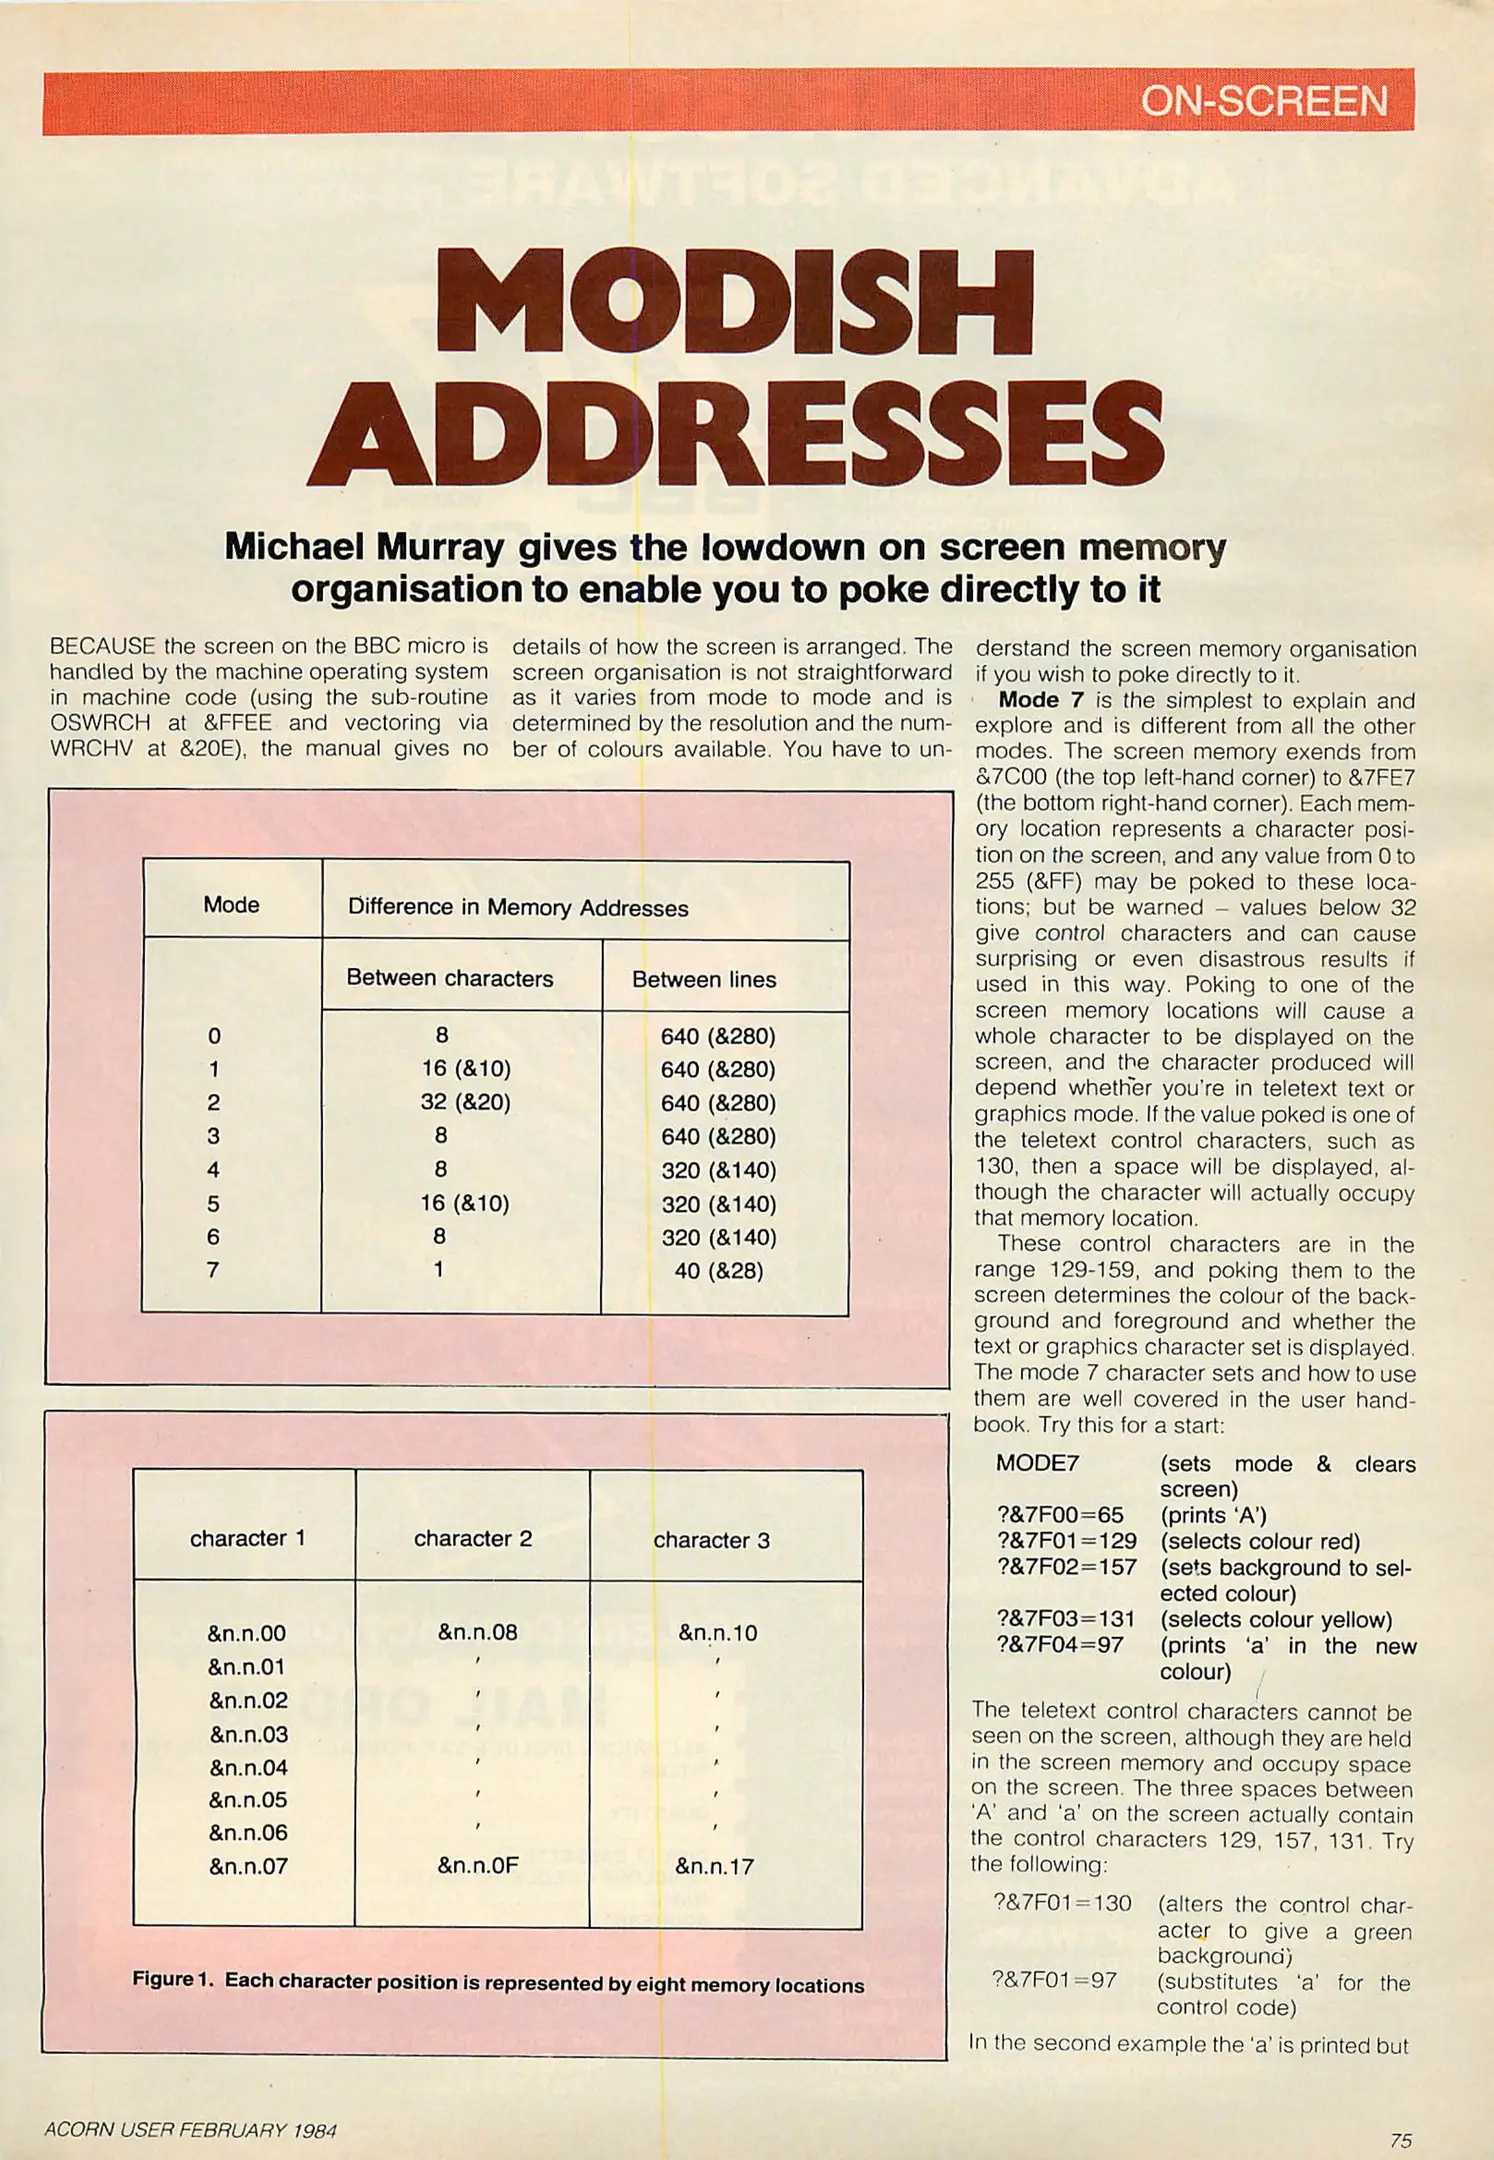 ON-SCREEN
MODISH
ADDRESSES
Michael Murray gives the lowdown on screen memory
organisation to enable you to poke directly to it
BECAUSE the screen on the BBC micro is
handled by the machine operating system
in machine code (using the sub-routine
OSWRCH at &FFEE and vectoring via
WRCHV at &20E), the manual gives no
details of how the screen is arranged. The
screen organisation is not straightforward
as it varies from mode to mode and is
determined by the resolution and the num-
ber of colours available. You have to un-
derstand the screen memory organisation
if you wish to poke directly to it.
Mode 7 is the simplest to explain and
explore and is different from all the other
modes. The screen memory exends from
&7C00 (the top left-hand corner) to &7FE7
(the bottom right-hand corner). Each mem-
ory location represents a character posi-
tion on the screen, and any value from 0 to
255 (&FF) may be poked to these loca-
tions; but be warned – values below 32
give control characters and can cause
surprising or even disastrous results if
used in this way. Poking to one of the
screen memory locations will cause a
whole character to be displayed on the
screen, and the character produced will
depend whether you're in teletext text or
graphics mode. If the value poked is one of
the teletext control characters, such as
130, then a space will be displayed, al-
though the character will actually occupy
that memory location.
These control characters are in the
range 129-159, and poking them to the
screen determines the colour of the back-
ground and foreground and whether the
text or graphics character set is displayed.
The mode 7 character sets and how to use
them are well covered in the user hand-
book. Try this for a start:
MODE7 (sets mode & clears
screen)
?&7F00=65 (prints 'A')
?&7F01=129 (selects colour red)
?&7F02=157 (sets background to sel-
ected colour)
?&7F03=131 (selects colour yellow)
?&7F04=97 (prints 'a' in the new
colour)
The teletext control characters cannot be
seen on the screen, although they are held
in the screen memory and occupy space
on the screen. The three spaces between
'A' and 'a' on the screen actually contain
the control characters 129, 157, 131. Try
the following:
?&7F01=130 (alters the control char-
acter to give a green
background)
?&7F01=97 (substitutes 'a' for the
control code)
In the second example the 'a' is printed but
Mode Difference in Memory Addresses
Between characters Between lines
0 8 640 (&280)
1 16 (&10) 640 (&280)
2 32 (&20) 640 (&280)
3 8 640 (&280)
4 8 320 (&140)
5 16 (&10) 320 (&140)
6 8 320 (&140)
7 1 40 (&28)
character 1 character 2 character 3
&n.n.00 &n.n.08 &n.n.10
&n.n.01 ' '
&n.n.02 ' '
&n.n.03 ' '
&n.n.04 ' '
&n.n.05 ' '
&n.n.06 ' '
&n.n.07 &n.n.0F &n.n.17
Figure 1. Each character position is represented by eight memory locations
ACORN USER FEBRUARY 1984
75